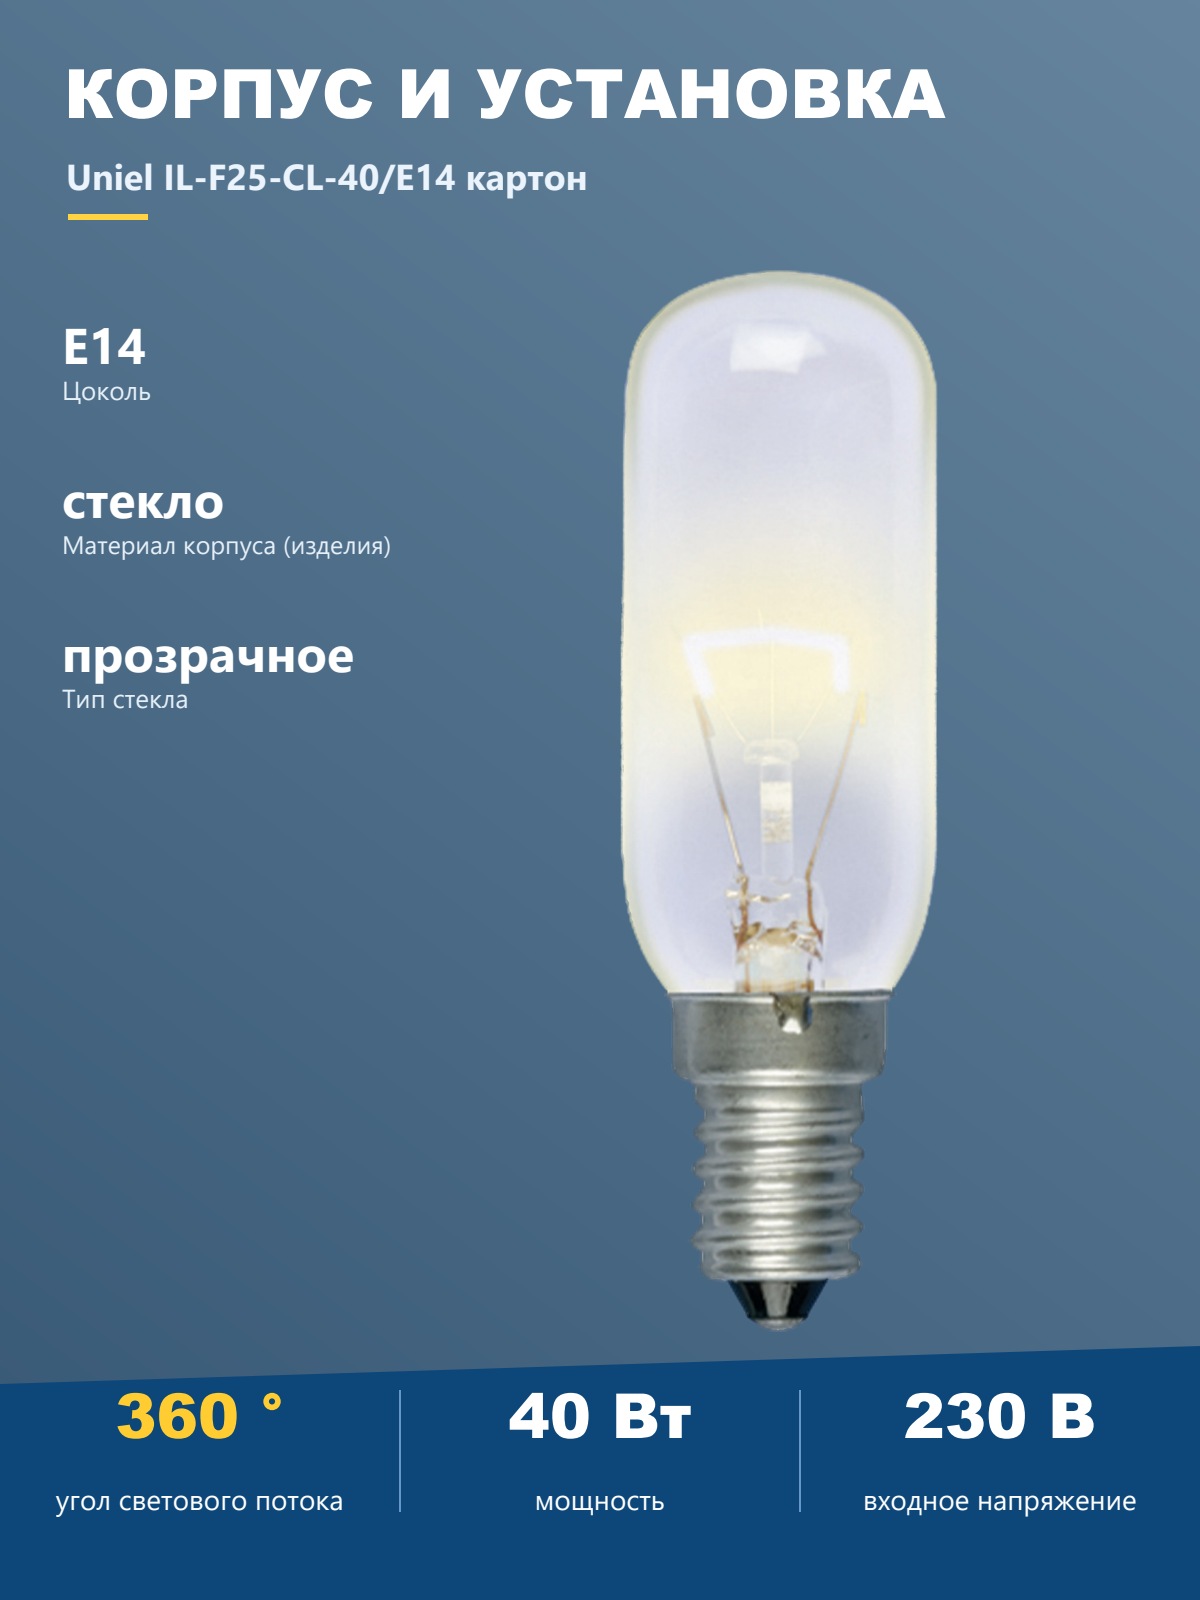 КОРПУС И УСТАНОВКА
Uniel IL-F25-CL-40/E14 картон
E14
Цоколь
стекло
Материал корпуса (изделия)
прозрачное
Тип стекла
360 °
угол светового потока
40 Вт
мощность
230 В
входное напряжение